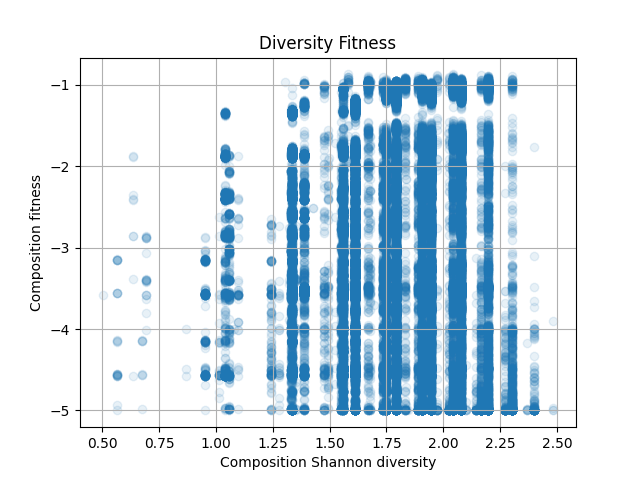 Diversity Fitness
Composition fitness
−1
−2
−3
−4
−5
0.50 0.75 1.00 1.25 1.50 1.75 2.00 2.25 2.50
Composition Shannon diversity